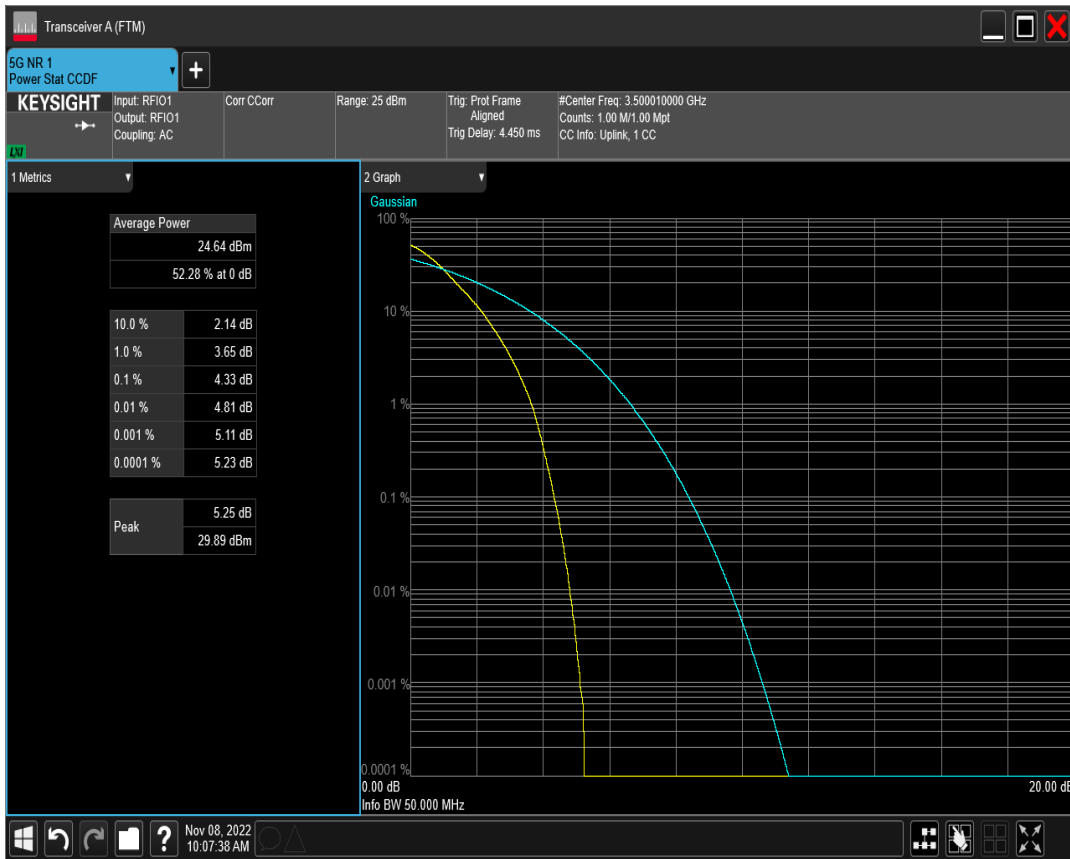 Transceiver A (FTM)
5G NR 1
Power Stat CCDF
+
KEYSIGHT
LXI
Input: RFIO1
Output: RFIO1
Coupling: AC
Corr CCorr
Range: 25 dBm
Trig: Prot Frame
Aligned
Trig Delay: 4.450 ms
#Center Freq: 3.500010000 GHz
Counts: 1.00 M/1.00 Mpt
CC Info: Uplink, 1 CC
1 Metrics
Average Power
24.64 dBm
52.28 % at 0 dB
10.0 % 2.14 dB
1.0 % 3.65 dB
0.1 % 4.33 dB
0.01 % 4.81 dB
0.001 % 5.11 dB
0.0001 % 5.23 dB
Peak
5.25 dB
29.89 dBm
2 Graph
Gaussian
100 %
10 %
1 %
0.1 %
0.01 %
0.001 %
0.0001 %
0.00 dB 20.00 dB
Info BW 50.000 MHz
?
Nov 08, 2022
10:07:38 AM